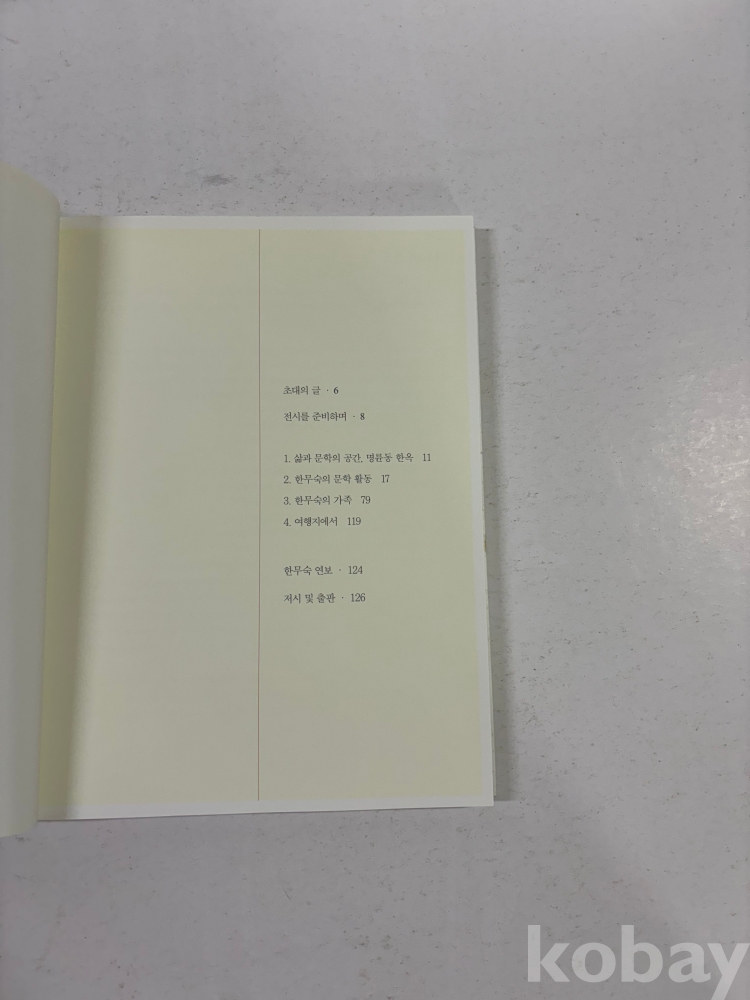 초대의 글 · 6
전시를 준비하며 · 8
1. 삶과 문학의 공간, 명륜동 한옥 11
2. 한무숙의 문학 활동 17
3. 한무숙의 가족 79
4. 여행지에서 119
한무숙 연보 · 124
저서 및 출판 · 126
kobay